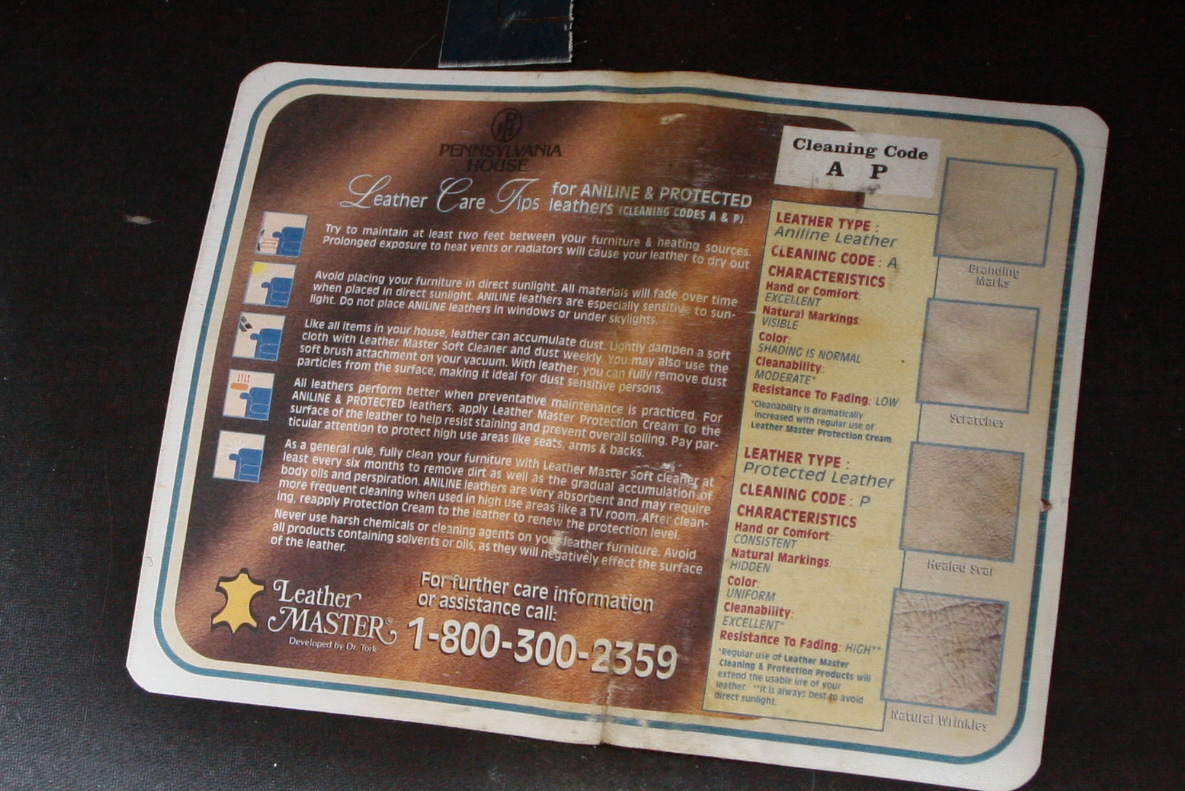 PENNSYLVANIA
HOUSE
Leather Care Tips for ANILINE & PROTECTED
leathers (CLEANING CODES A & P)
Try to maintain at least two feet between your furniture & heating sources.
Prolonged exposure to heat vents or radiators will cause your leather to dry out
Avoid placing your furniture in direct sunlight. All materials will fade over time
when placed in direct sunlight. ANILINE leathers are especially sensitive to sun-
light. Do not place ANILINE leathers in windows or under skylights.
Like all items in your house, leather can accumulate dust. Lightly dampen a soft
cloth with Leather Master Soft Cleaner and dust weekly. You may also use the
soft brush attachment on your vacuum. With leather, you can fully remove dust
particles from the surface, making it ideal for dust sensitive persons.
All leathers perform better when preventative maintenance is practiced. For
ANILINE & PROTECTED leathers, apply Leather Master Protection Cream to the
surface of the leather to help resist staining and prevent overall soiling. Pay par-
ticular attention to protect high use areas like seats, arms & backs.
As a general rule, fully clean your furniture with Leather Master Soft cleaner at
least every six months to remove dirt as well as the gradual accumulation of
body oils and perspiration. ANILINE leathers are very absorbent and may require
more frequent cleaning when used in high use areas like a TV room. After clean-
ing, reapply Protection Cream to the leather to renew the protection level.
Never use harsh chemicals or cleaning agents on your leather furniture. Avoid
all products containing solvents or oils, as they will negatively effect the surface
of the leather.
Leather
MASTER®
Developed by Dr. Tork
For further care information
or assistance call:
1-800-300-2359
Cleaning Code
A P
LEATHER TYPE :
Aniline Leather
CLEANING CODE : A
CHARACTERISTICS
Hand or Comfort:
EXCELLENT
Natural Markings:
VISIBLE
Color:
SHADING IS NORMAL
Cleanability:
MODERATE*
Resistance To Fading: LOW
*Cleanability is dramatically
increased with regular use of
Leather Master Protection Cream.
LEATHER TYPE :
Protected Leather
CLEANING CODE : P
CHARACTERISTICS
Hand or Comfort:
CONSISTENT
Natural Markings:
HIDDEN
Color:
UNIFORM
Cleanability:
EXCELLENT*
Resistance To Fading: HIGH**
*Regular use of Leather Master
Cleaning & Protection Products will
extend the usable life of your
leather. **It is always best to avoid
direct sunlight.
Branding
Marks
Scratches
Healed Scar
Natural Wrinkles